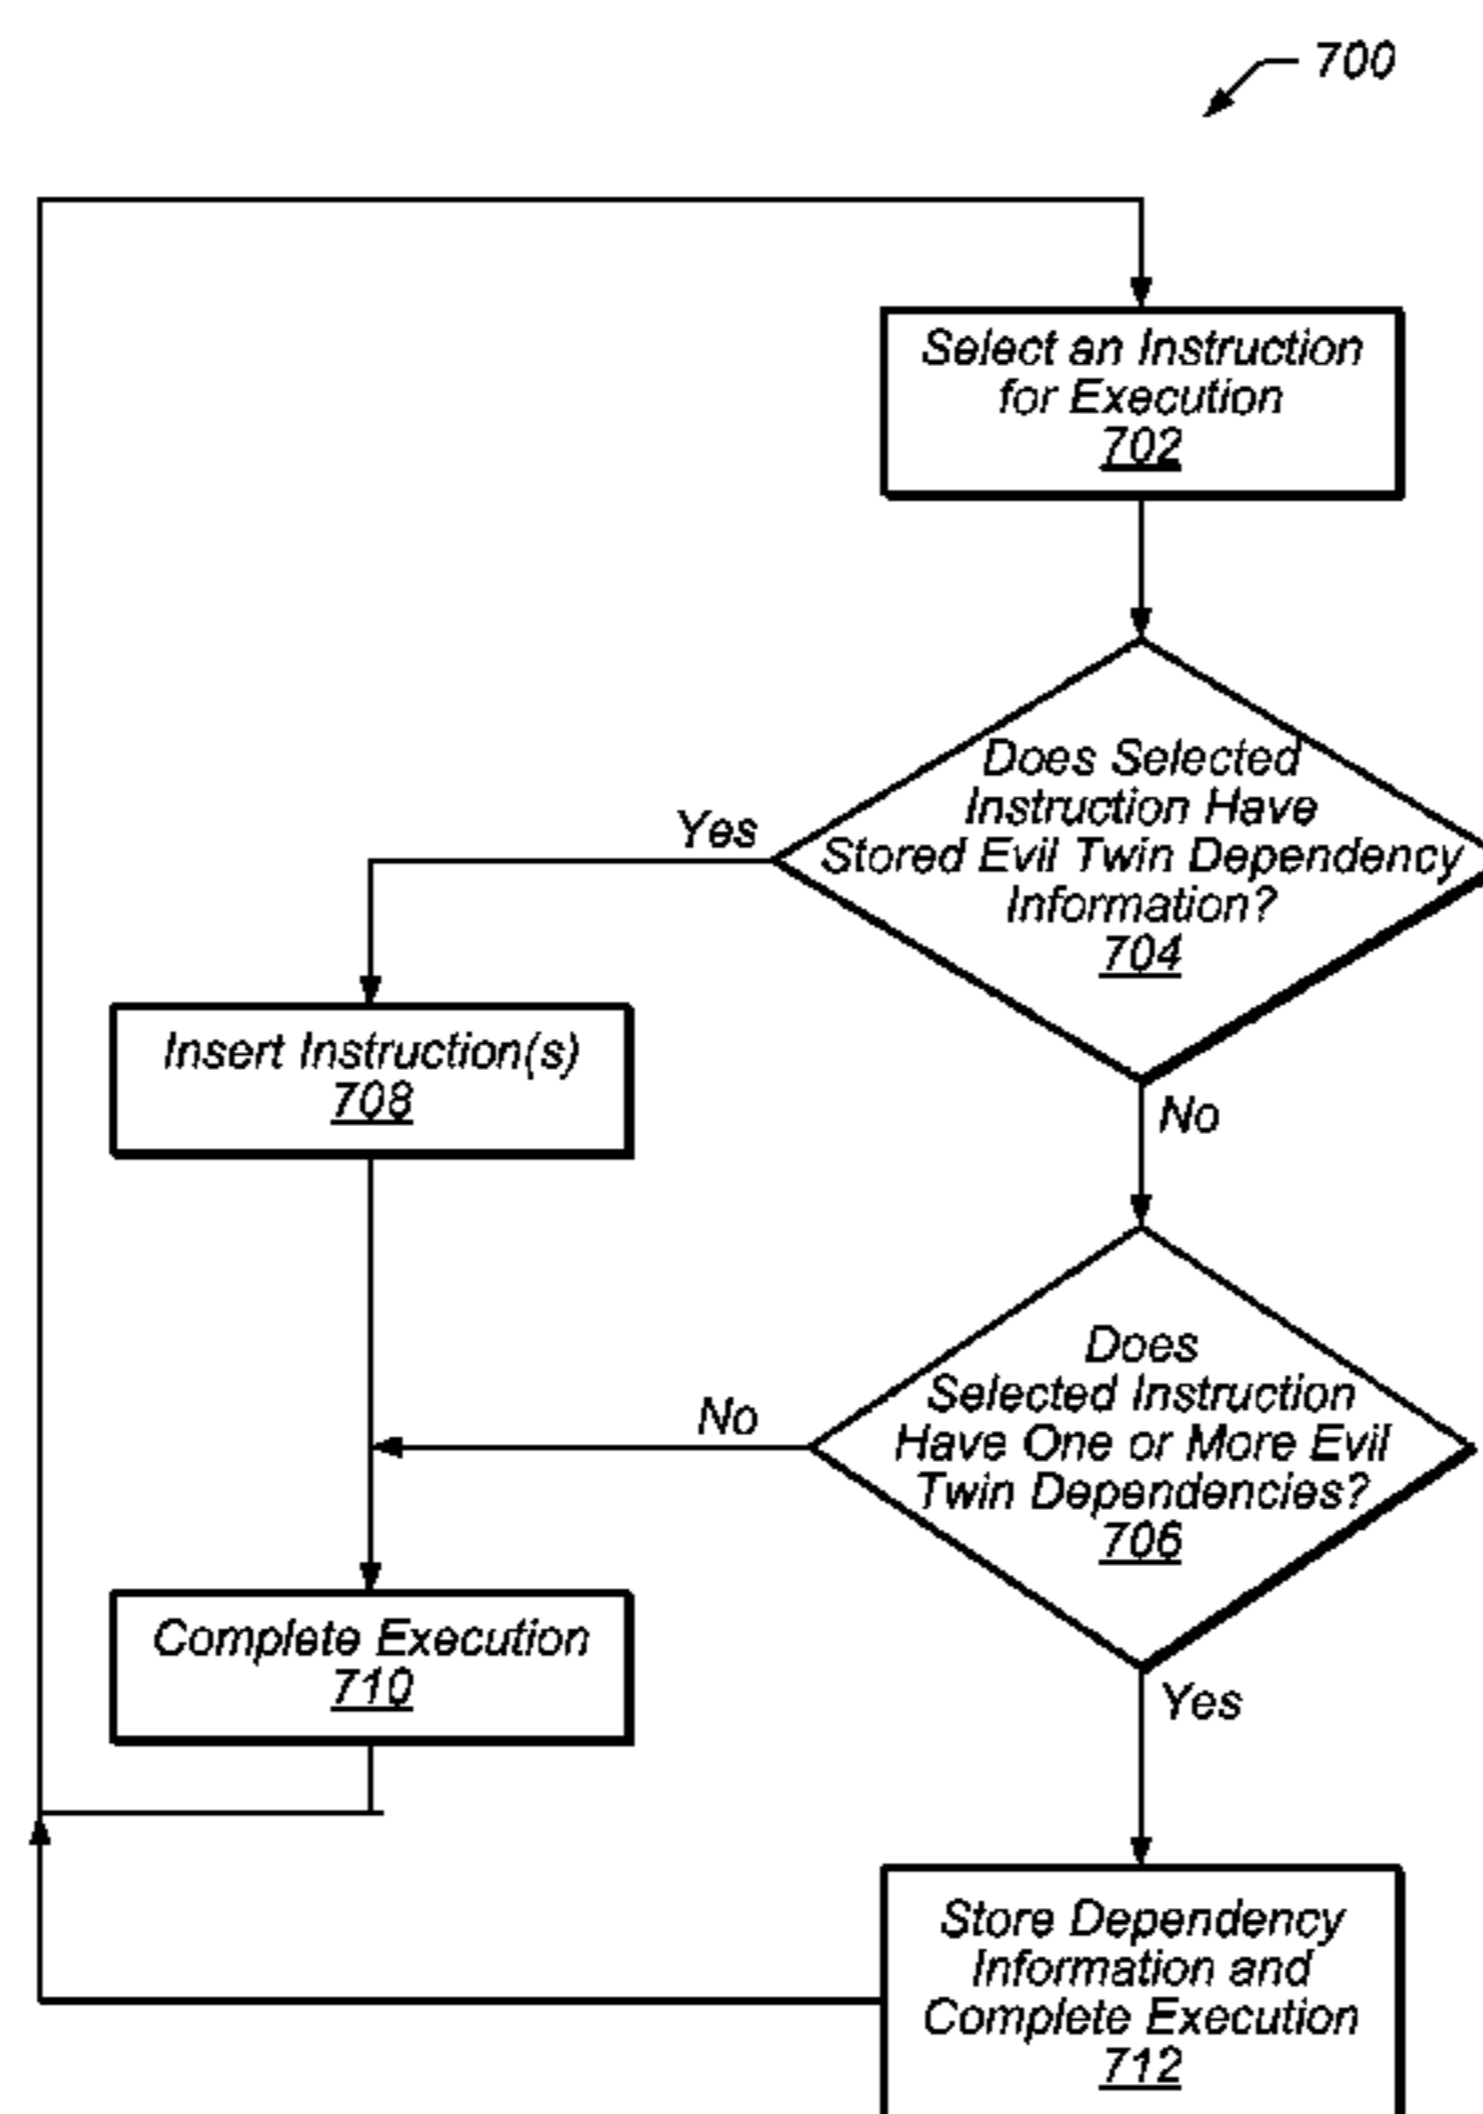 700
Select an Instruction
for Execution
702
Does Selected
Instruction Have
Stored Evil Twin Dependency
Information?
704
Yes
No
Insert Instruction(s)
708
Does
Selected Instruction
Have One or More Evil
Twin Dependencies?
706
No
Yes
Complete Execution
710
Store Dependency
Information and
Complete Execution
712